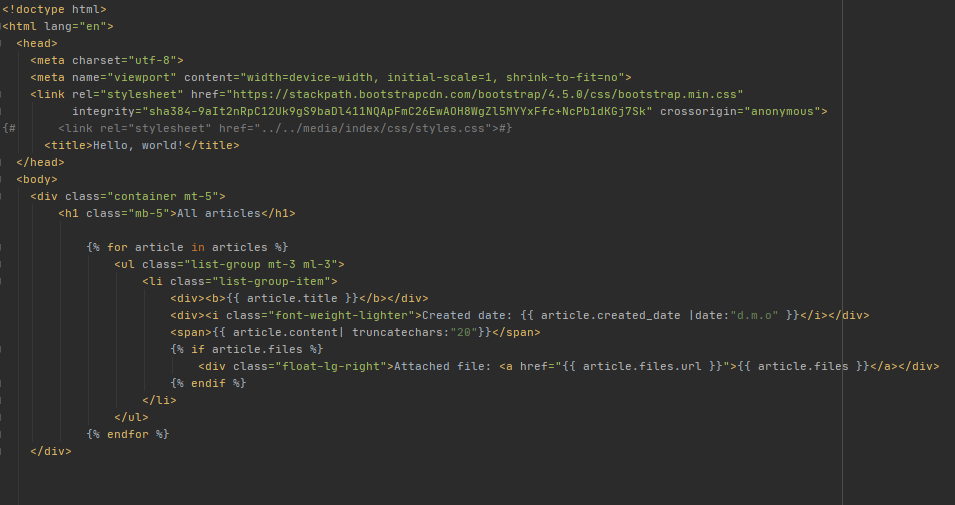 <!doctype html>
<html lang="en">
<head>
<meta charset="utf-8">
<meta name="viewport" content="width=device-width, initial-scale=1, shrink-to-fit=no">
<link rel="stylesheet" href="https://stackpath.bootstrapcdn.com/bootstrap/4.5.0/css/bootstrap.min.css"
integrity="sha384-9aIt2nRpC12Uk9gS9baDl411NQApFmC26EwAOH8WgZl5MYYxFfc+NcPb1dKGj7Sk" crossorigin="anonymous">
{#      <link rel="stylesheet" href="../../media/index/css/styles.css">#}
<title>Hello, world!</title>
</head>
<body>
<div class="container mt-5">
<h1 class="mb-5">All articles</h1>
{% for article in articles %}
<ul class="list-group mt-3 ml-3">
<li class="list-group-item">
<div><b>{{ article.title }}</b></div>
<div><i class="font-weight-lighter">Created date: {{ article.created_date |date:"d.m.o" }}</i></div>
<span>{{ article.content| truncatechars:"20"}}</span>
{% if article.files %}
<div class="float-lg-right">Attached file: <a href="{{ article.files.url }}">{{ article.files }}</a></div>
{% endif %}
</li>
</ul>
{% endfor %}
</div>